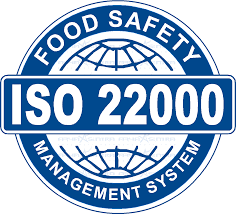 FOOD SAFETY
ISO 22000
MANAGEMENT SYSTEM